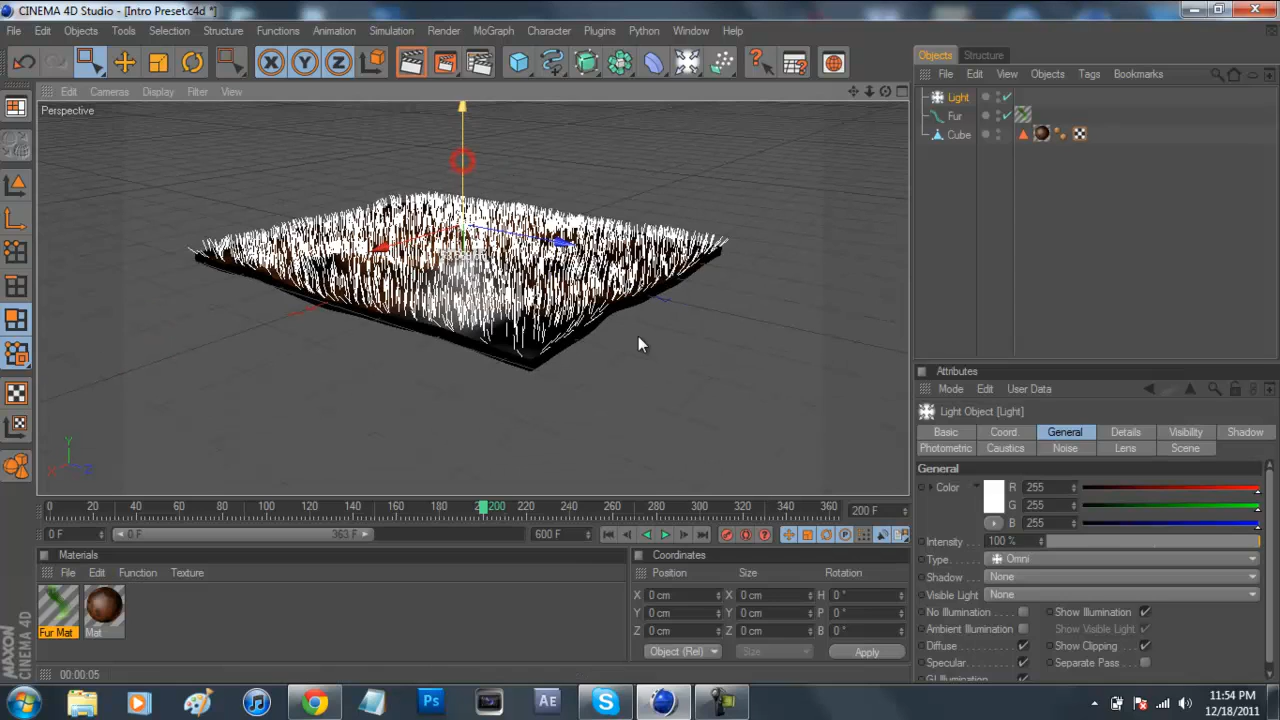 CINEMA 4D Studio - [Intro Preset.c4d *]
File Edit Objects Tools Selection Structure Functions Animation Simulation Render MoGraph Character Plugins Python Window Help
Edit Cameras Display Filter View
Perspective
Y
X Z
Objects Structure
File Edit View Objects Tags Bookmarks
Light
Fur
Cube
Attributes
Mode Edit User Data
Light Object [Light]
Basic Coord. General Details Visibility Shadow
Photometric Caustics Noise Lens Scene
General
Color R 255
G 255
B 255
Intensity 100 %
Type Omni
Shadow None
Visible Light None
No Illumination Show Illumination
Ambient Illumination Show Visible Light
Diffuse Show Clipping
Specular Separate Pass
GI Illumination
0 20 40 60 80 100 120 140 160 180 200 220 240 260 280 300 320 340 360 200 F
0 F 0 F 363 F 600 F
Materials
File Edit Function Texture
Fur Mat Mat
Coordinates
Position Size Rotation
X 0 cm X 0 cm H 0 °
Y 0 cm Y 0 cm P 0 °
Z 0 cm Z 0 cm B 0 °
Object (Rel) Size Apply
MAXON CINEMA 4D
00:00:05
Ps
Ae
11:54 PM
12/18/2011